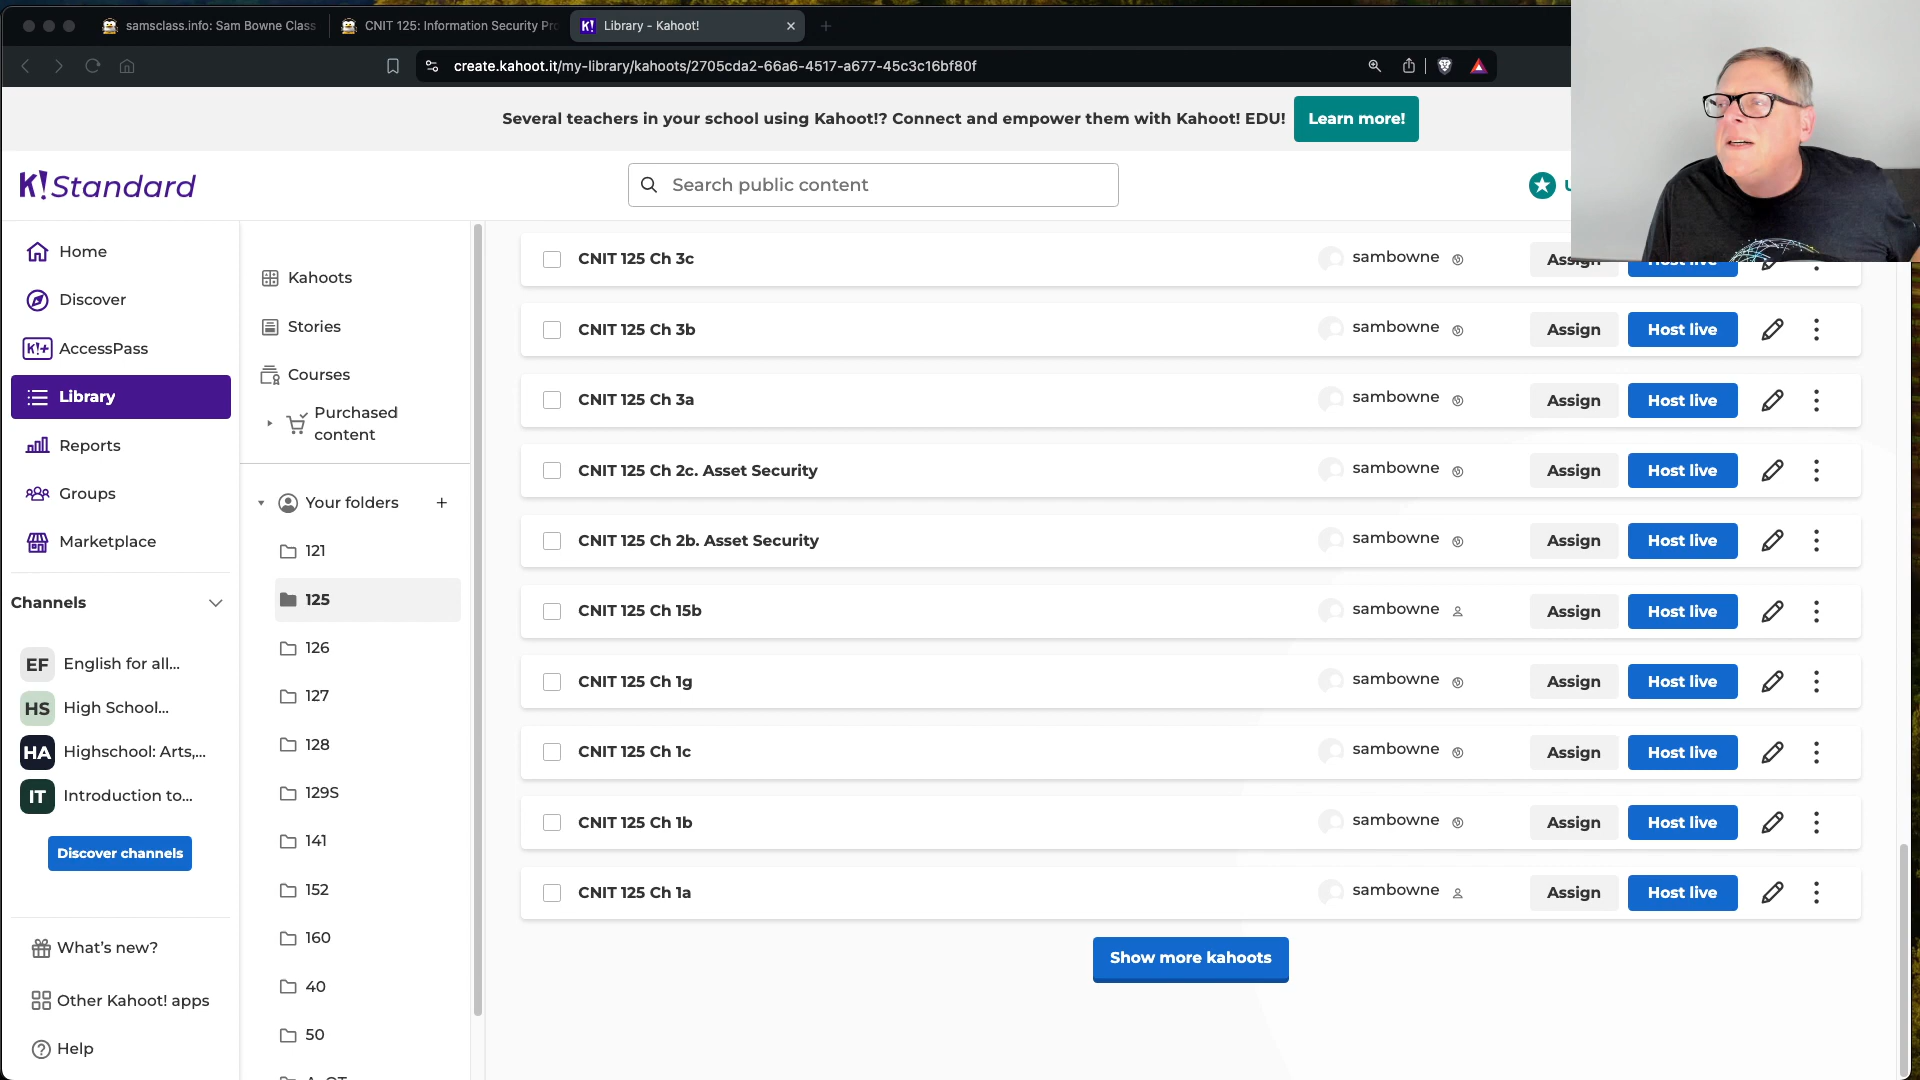 samsclass.info: Sam Bowne Class
CNIT 125: Information Security Pro
K! Library - Kahoot!
create.kahoot.it/my-library/kahoots/2705cda2-66a6-4517-a677-45c3c16bf80f
Several teachers in your school using Kahoot!? Connect and empower them with Kahoot! EDU!
Learn more!
K! Standard
Search public content
Home
Discover
K!+ AccessPass
Library
Reports
Groups
Marketplace
Channels
EF English for all...
HS High School...
HA Highschool: Arts,...
IT Introduction to...
Discover channels
What's new?
Other Kahoot! apps
Help
Kahoots
Stories
Courses
Purchased
content
Your folders +
121
125
126
127
128
129S
141
152
160
40
50
CNIT 125 Ch 3c sambowne
CNIT 125 Ch 3b sambowne Assign Host live
CNIT 125 Ch 3a sambowne Assign Host live
CNIT 125 Ch 2c. Asset Security sambowne Assign Host live
CNIT 125 Ch 2b. Asset Security sambowne Assign Host live
CNIT 125 Ch 15b sambowne Assign Host live
CNIT 125 Ch 1g sambowne Assign Host live
CNIT 125 Ch 1c sambowne Assign Host live
CNIT 125 Ch 1b sambowne Assign Host live
CNIT 125 Ch 1a sambowne Assign Host live
Show more kahoots